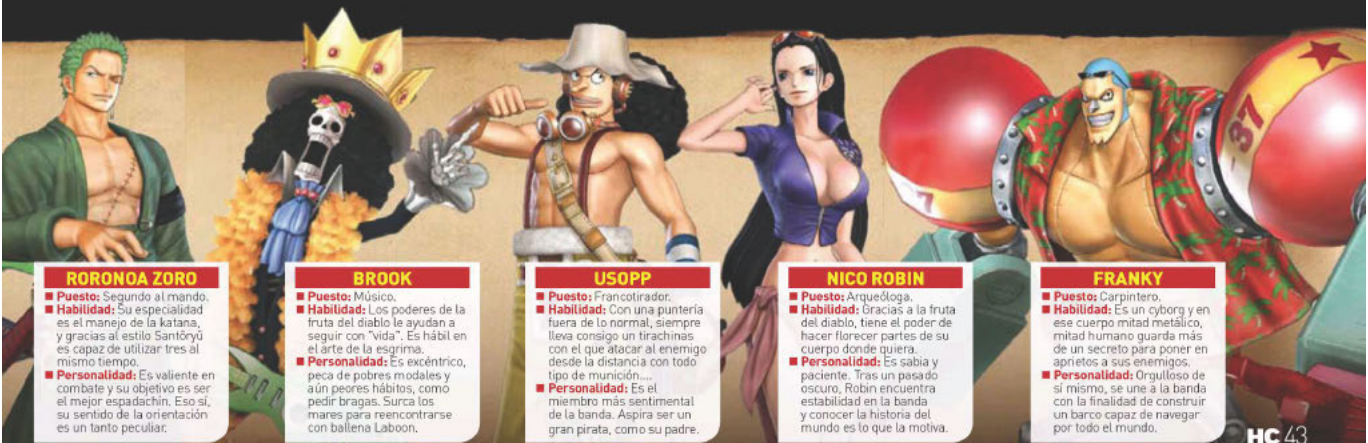 RORONOA ZORO
Puesto: Segundo al mando.
Habilidad: Su especialidad
es el manejo de la katana,
y gracias al estilo Santōryū
es capaz de utilizar tres al
mismo tiempo.
Personalidad: Es valiente en
combate y su objetivo es ser
el mejor espadachín. Eso sí,
su sentido de la orientación
es un tanto peculiar.
BROOK
Puesto: Músico.
Habilidad: Los poderes de la
fruta del diablo le ayudan a
seguir con "vida". Es hábil en
el arte de la esgrima.
Personalidad: Es excéntrico,
peca de pobres modales y
aún peores hábitos, como
pedir bragas. Surca los
mares para reencontrarse
con ballena Laboon.
USOPP
Puesto: Francotirador.
Habilidad: Con una puntería
fuera de lo normal, siempre
lleva consigo un tirachinas
con el que atacar al enemigo
desde la distancia con todo
tipo de munición....
Personalidad: Es el
miembro más sentimental
de la banda. Aspira ser un
gran pirata, como su padre.
NICO ROBIN
Puesto: Arqueóloga.
Habilidad: Gracias a la fruta
del diablo, tiene el poder de
hacer florecer partes de su
cuerpo donde quiera.
Personalidad: Es sabia y
paciente. Tras un pasado
oscuro, Robin encuentra
estabilidad en la banda
y conocer la historia del
mundo es lo que la motiva.
FRANKY
Puesto: Carpintero.
Habilidad: Es un cyborg y en
ese cuerpo mitad metálico,
mitad humano guarda más
de un secreto para poner en
aprietos a sus enemigos.
Personalidad: Orgulloso de
sí mismo, se une a la banda
con la finalidad de construir
un barco capaz de navegar
por todo el mundo.
-37
HC 43